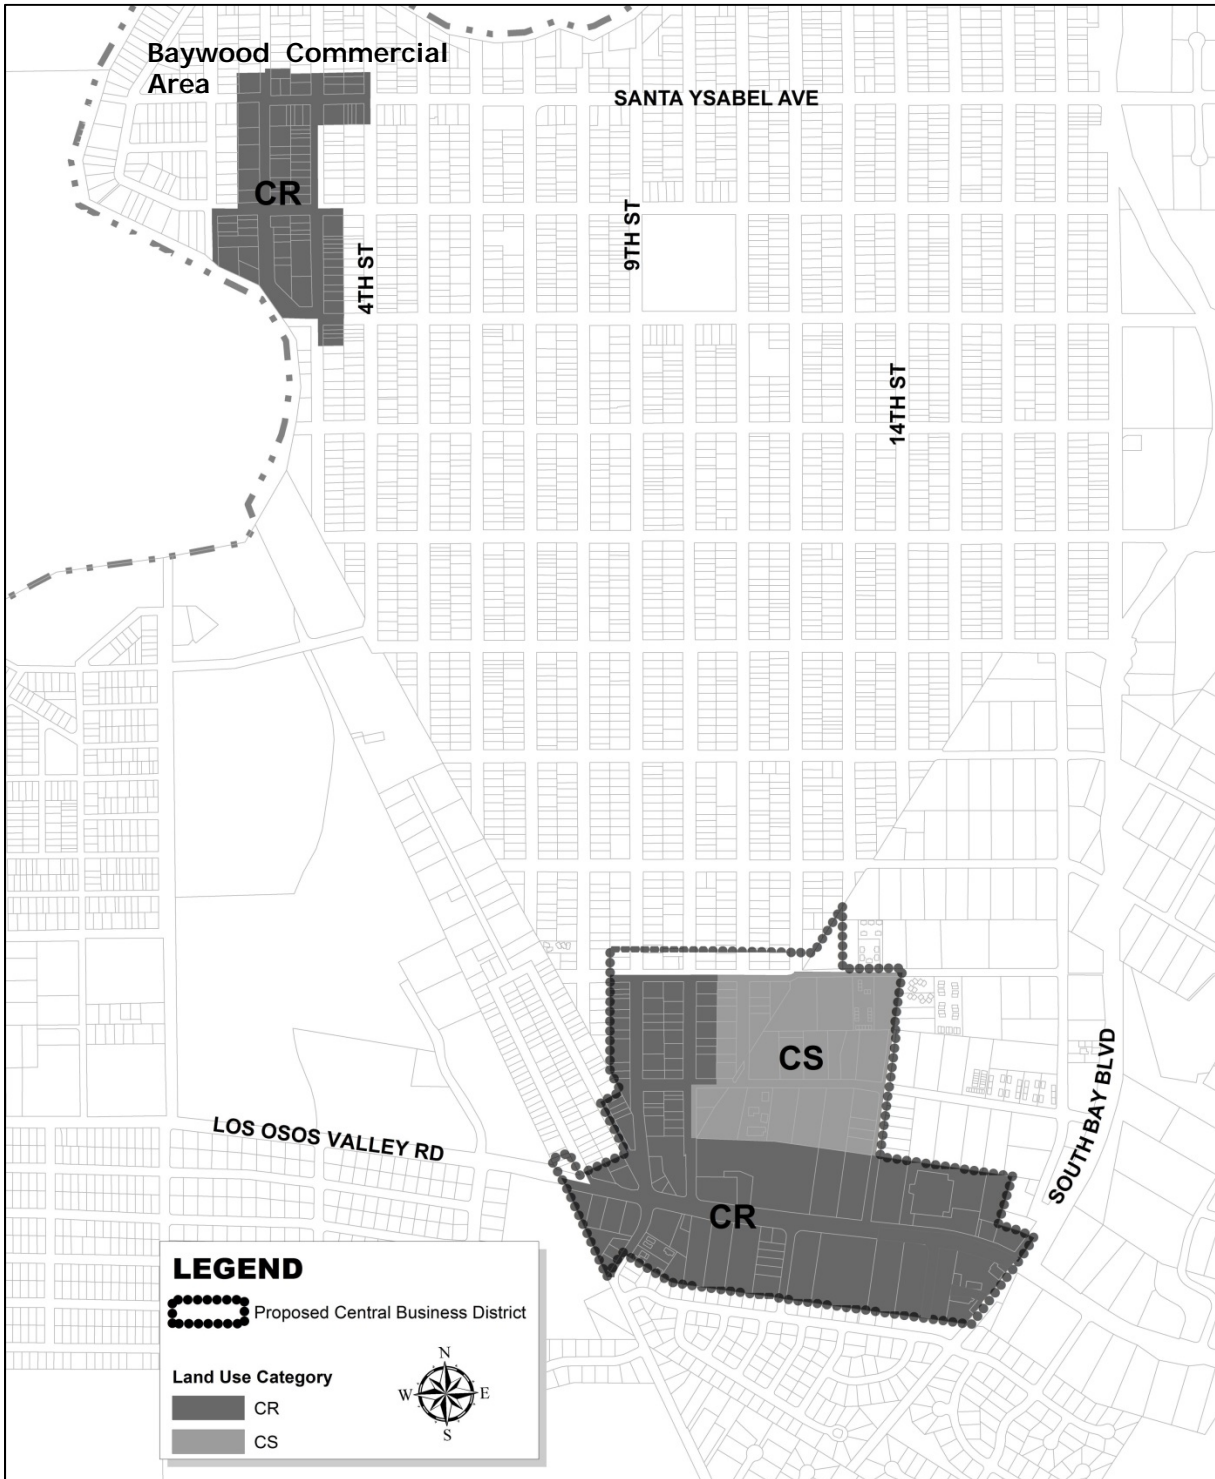 Baywood Commercial
Area
SANTA YSABEL AVE
CR
4TH ST
9TH ST
14TH ST
CS
SOUTH BAY BLVD
LOS OSOS VALLEY RD
CR
LEGEND
Proposed Central Business District
Land Use Category
CR
CS
N
W E
S